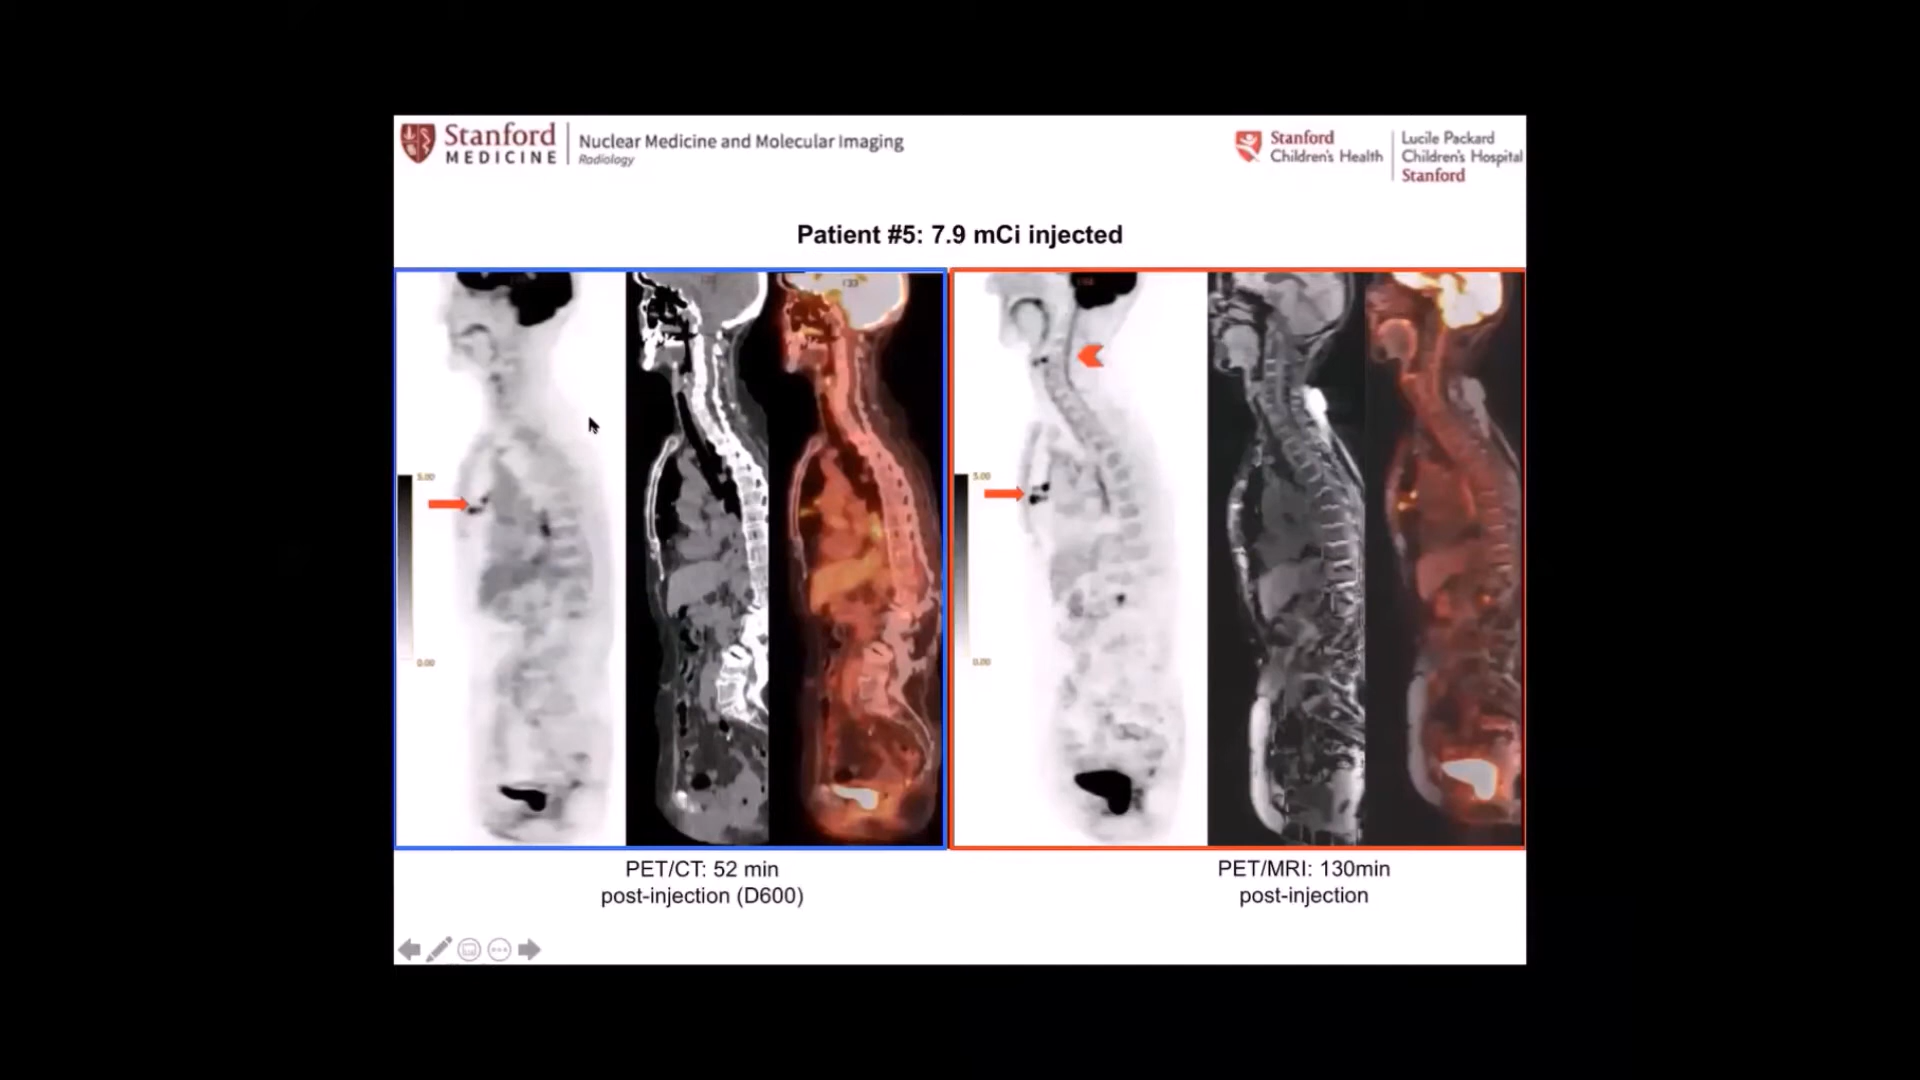 Stanford
MEDICINE
Nuclear Medicine and Molecular Imaging
Radiology
Stanford
Children's Health
Lucile Packard
Children's Hospital
Stanford
Patient #5: 7.9 mCi injected
5.00
0.00
5.00
0.00
PET/CT: 52 min
post-injection (D600)
PET/MRI: 130min
post-injection